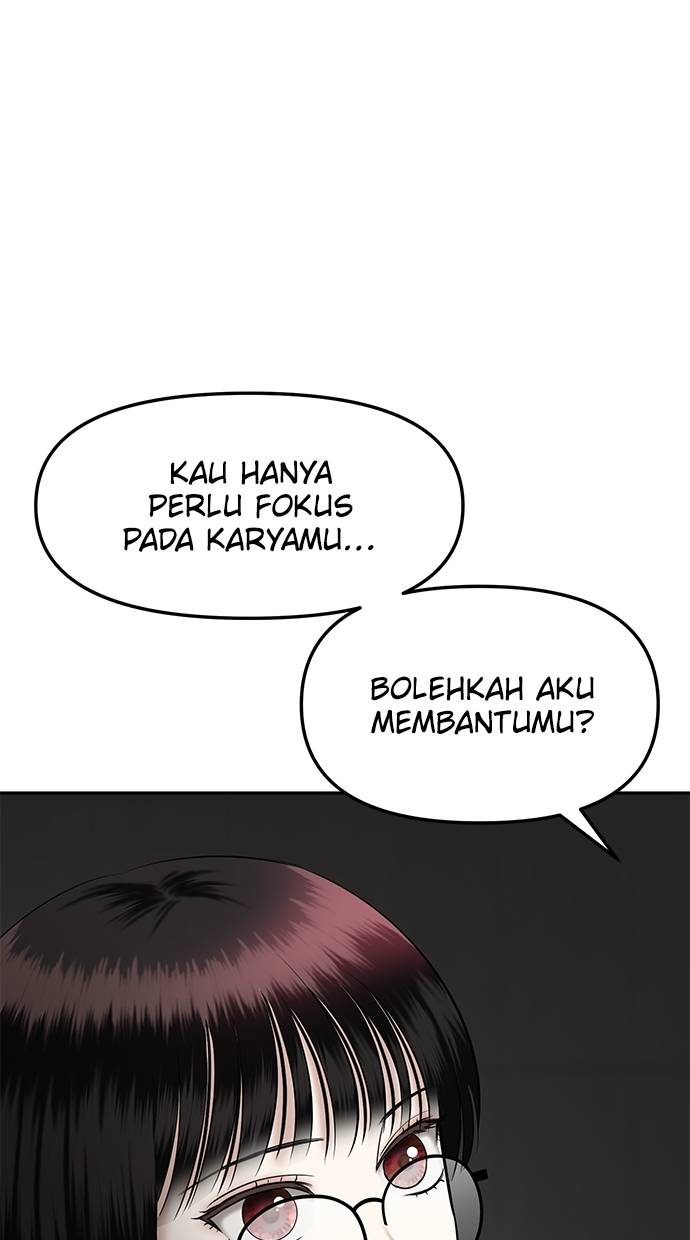 KAU HANYA
PERLU FOKUS
PADA KARYAMU...
BOLEHKAH AKU
MEMBANTUMU?